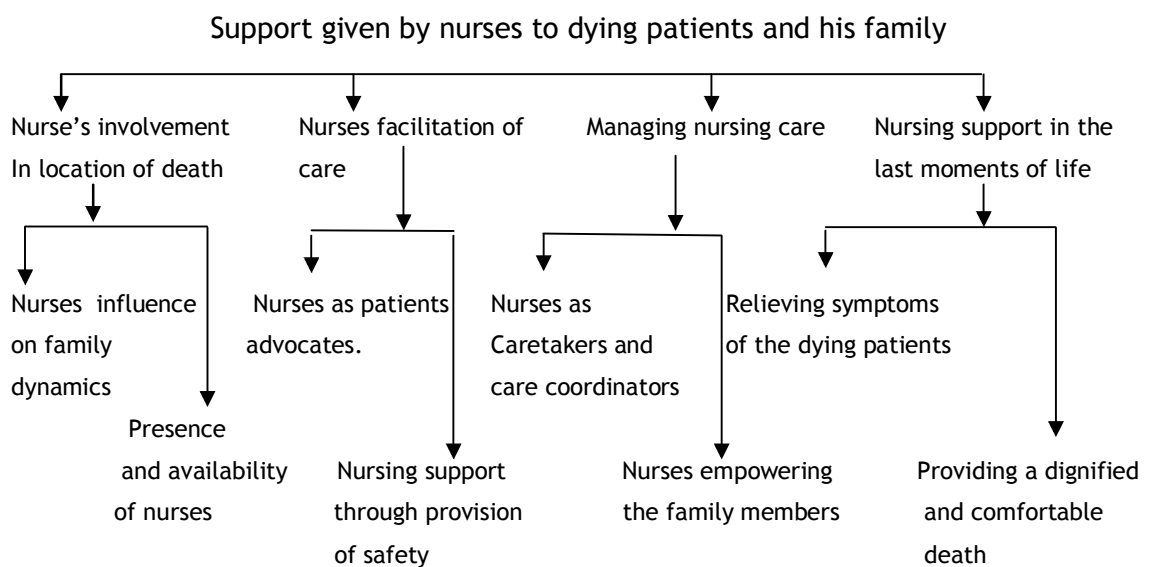 Support given by nurses to dying patients and his family
Nurse’s involvement
In location of death
Nurses facilitation of
care
Managing nursing care
Nursing support in the
last moments of life
Nurses influence
on family
dynamics
Presence
and availability
of nurses
Nurses as patients
advocates.
Nursing support
through provision
of safety
Nurses as
Caretakers and
care coordinators
Nurses empowering
the family members
Relieving symptoms
of the dying patients
Providing a dignified
and comfortable
death